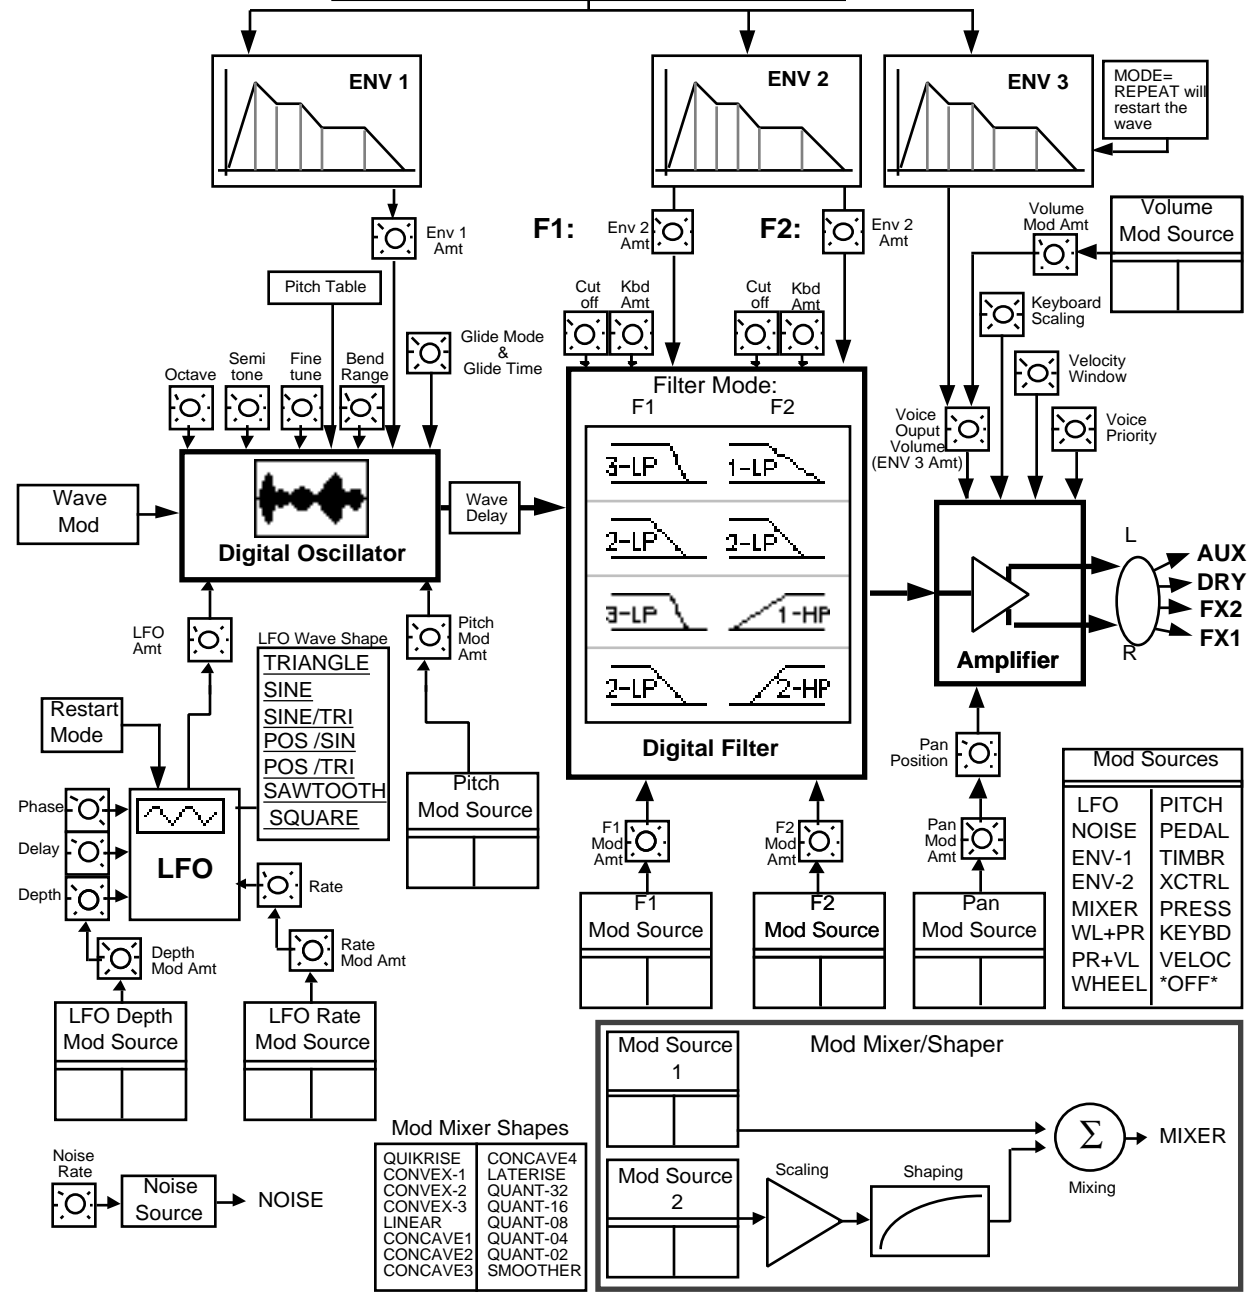 ENV 1
ENV 2
ENV 3
MODE=
REPEAT will
restart the
wave
Env 1
Amt
F1:
Env 2
Amt
F2:
Env 2
Amt
Volume
Mod Amt
Volume
Mod Source
Pitch Table
Cut
off
Kbd
Amt
Cut
off
Kbd
Amt
Keyboard
Scaling
Glide Mode
&
Glide Time
Octave
Semi
tone
Fine
tune
Bend
Range
Velocity
Window
Filter Mode:
F1
F2
Voice
Ouput
Volume
(ENV 3 Amt)
Voice
Priority
3-LP
1-LP
2-LP
2-LP
3-LP
1-HP
2-LP
2-HP
Digital Filter
Wave
Mod
Digital Oscillator
Wave
Delay
L
R
AUX
DRY
FX2
FX1
Amplifier
LFO
Amt
LFO Wave Shape
TRIANGLE
SINE
SINE/TRI
POS /SIN
POS /TRI
SAWTOOTH
SQUARE
Pitch
Mod
Amt
Restart
Mode
Pitch
Mod Source
Pan
Position
Phase
Delay
Depth
LFO
Rate
F1
Mod
Amt
F2
Mod
Amt
Pan
Mod
Amt
Mod Sources
LFO PITCH
NOISE PEDAL
ENV-1 TIMBR
ENV-2 XCTRL
MIXER PRESS
WL+PR KEYBD
PR+VL VELOC
WHEEL *OFF*
Depth
Mod Amt
Rate
Mod Amt
F1
Mod Source
F2
Mod Source
Pan
Mod Source
LFO Depth
Mod Source
LFO Rate
Mod Source
Mod Mixer/Shaper
Mod Source
1
Mod Source
2
Scaling
Shaping
Σ
Mixing
MIXER
Noise
Rate
Noise
Source
NOISE
Mod Mixer Shapes
QUIKRISE CONCAVE4
CONVEX-1 LATERISE
CONVEX-2 QUANT-32
CONVEX-3 QUANT-16
LINEAR QUANT-08
CONCAVE1 QUANT-04
CONCAVE2 QUANT-02
CONCAVE3 SMOOTHER